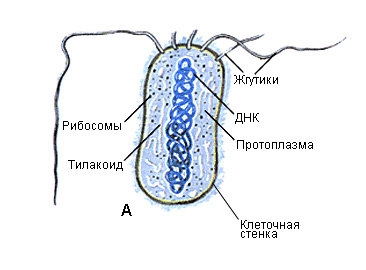 Жгутики
Рибосомы
ДНК
Протоплазма
Тилакоид
А
Клеточная
стенка